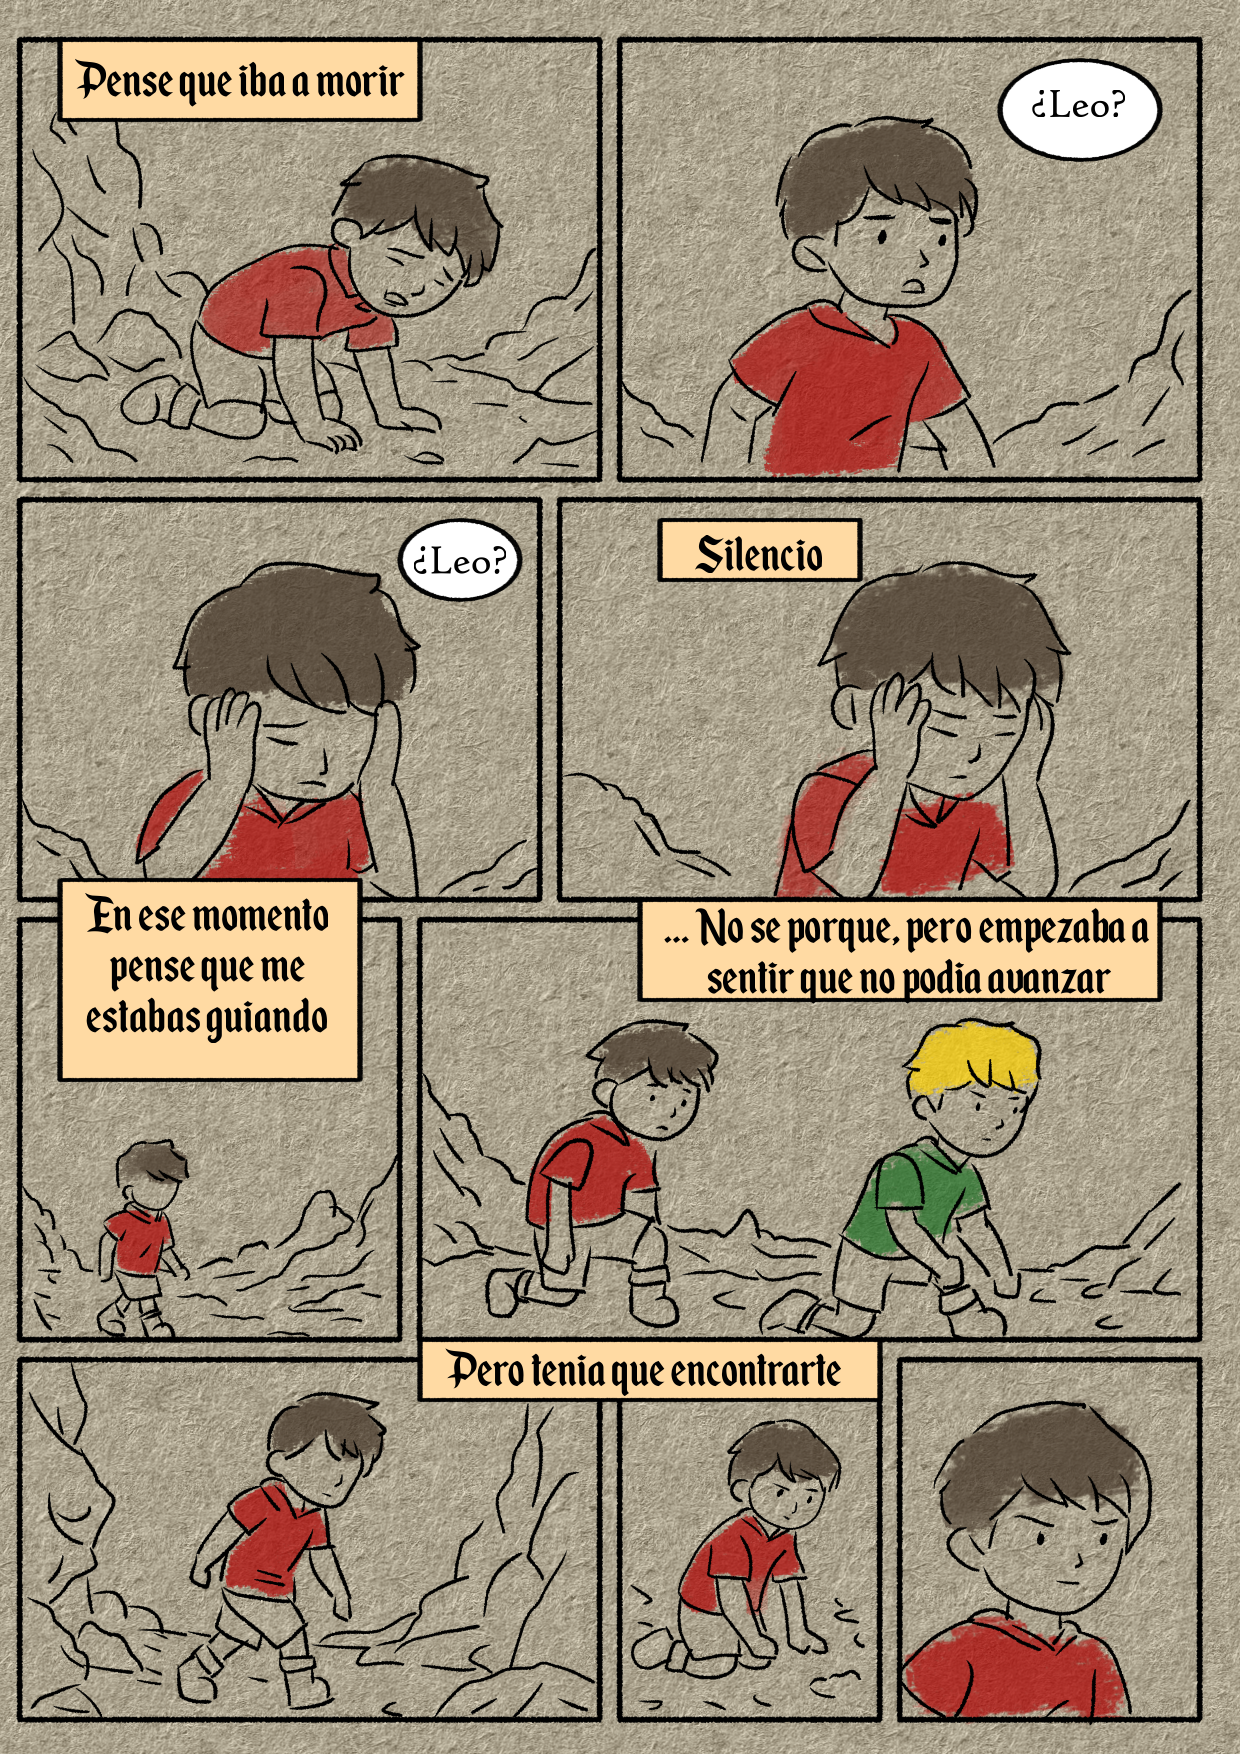 Pense que iba a morir
¿Leo?
¿Leo?
Silencio
En ese momento
pense que me
estabas guiando
... No se porque, pero empezaba a
sentir que no podia avanzar
Pero tenia que encontrarte